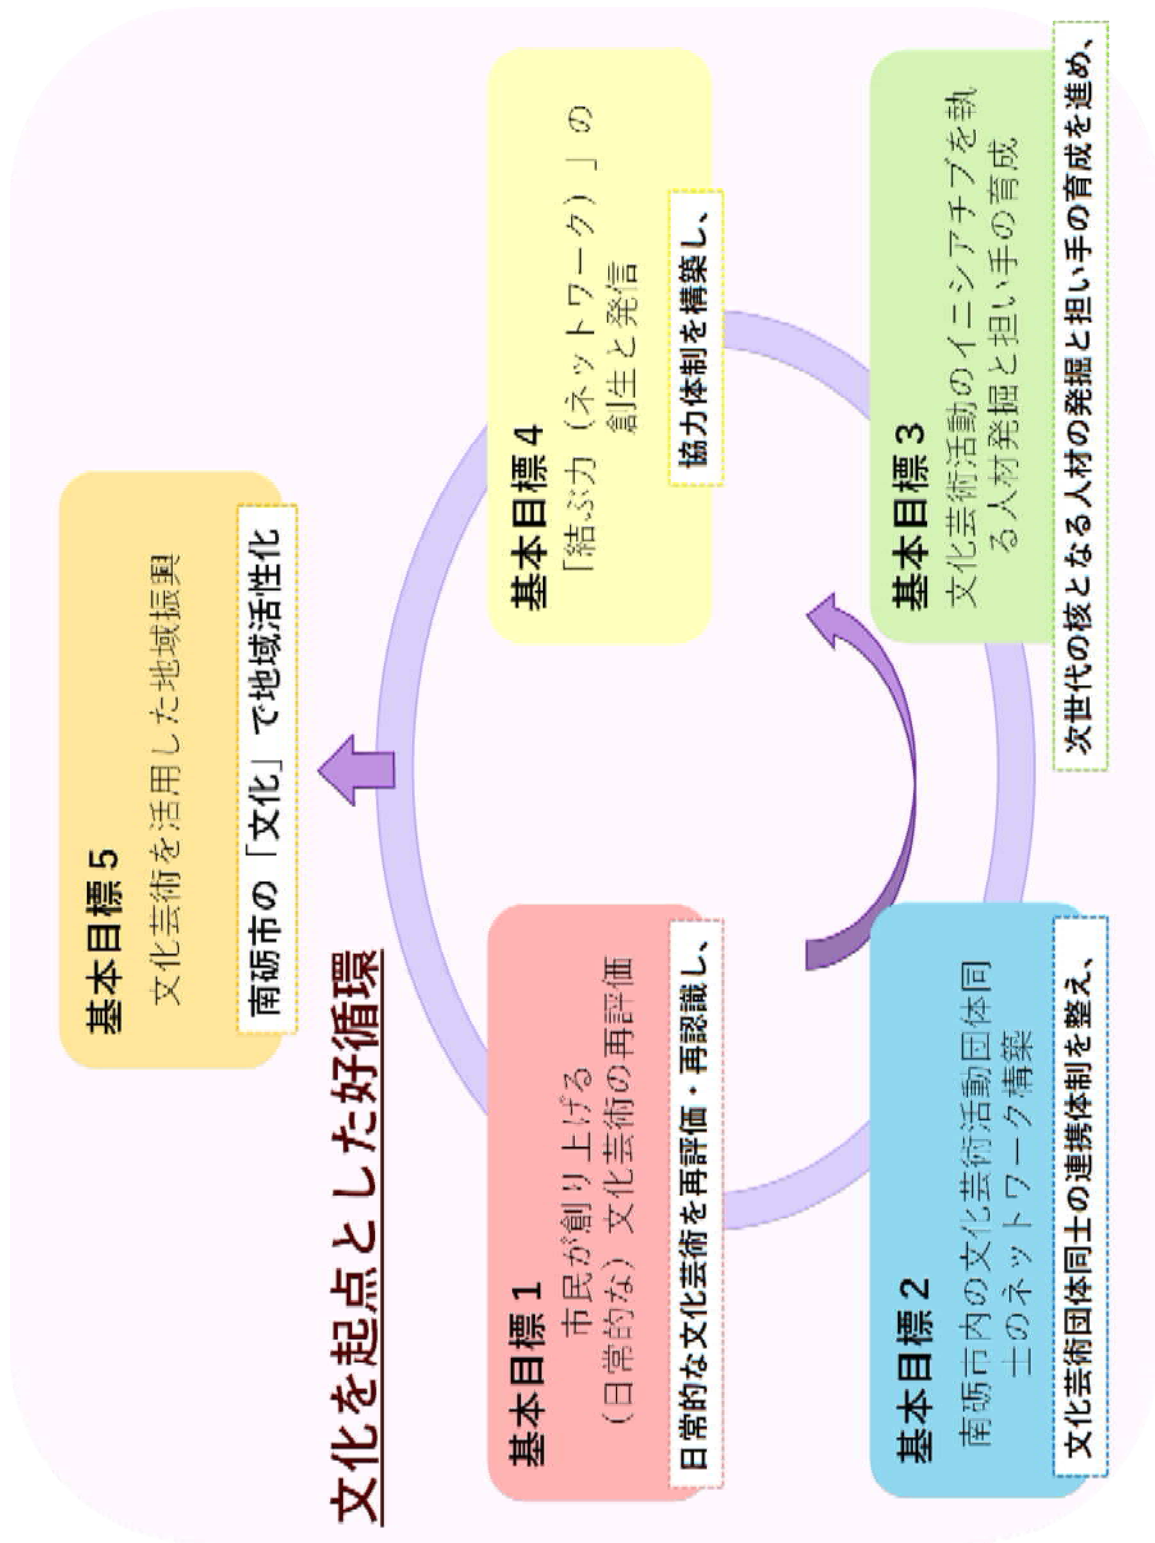 基本目標５
文化芸術を活用した地域振興
南砺市の「文化」で地域活性化
文化を起点とした好循環
基本目標１
市民が創り上げる
（日常的な）文化芸術の再評価
日常的な文化芸術を再評価・再認識し、
基本目標２
南砺市内の文化芸術活動団体同
士のネットワーク構築
文化芸術団体同士の連携体制を整え、
基本目標３
文化芸術活動のイニシアチブを執
る人材発掘と担い手の育成
次世代の核となる人材の発掘と担い手の育成を進め、
基本目標４
「結ぶ力（ネットワーク）」の
創生と発信
協力体制を構築し、